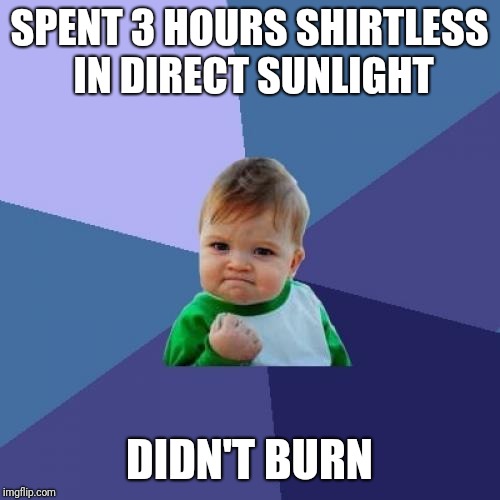 SPENT 3 HOURS SHIRTLESS
IN DIRECT SUNLIGHT
DIDN'T BURN
imgflip.com